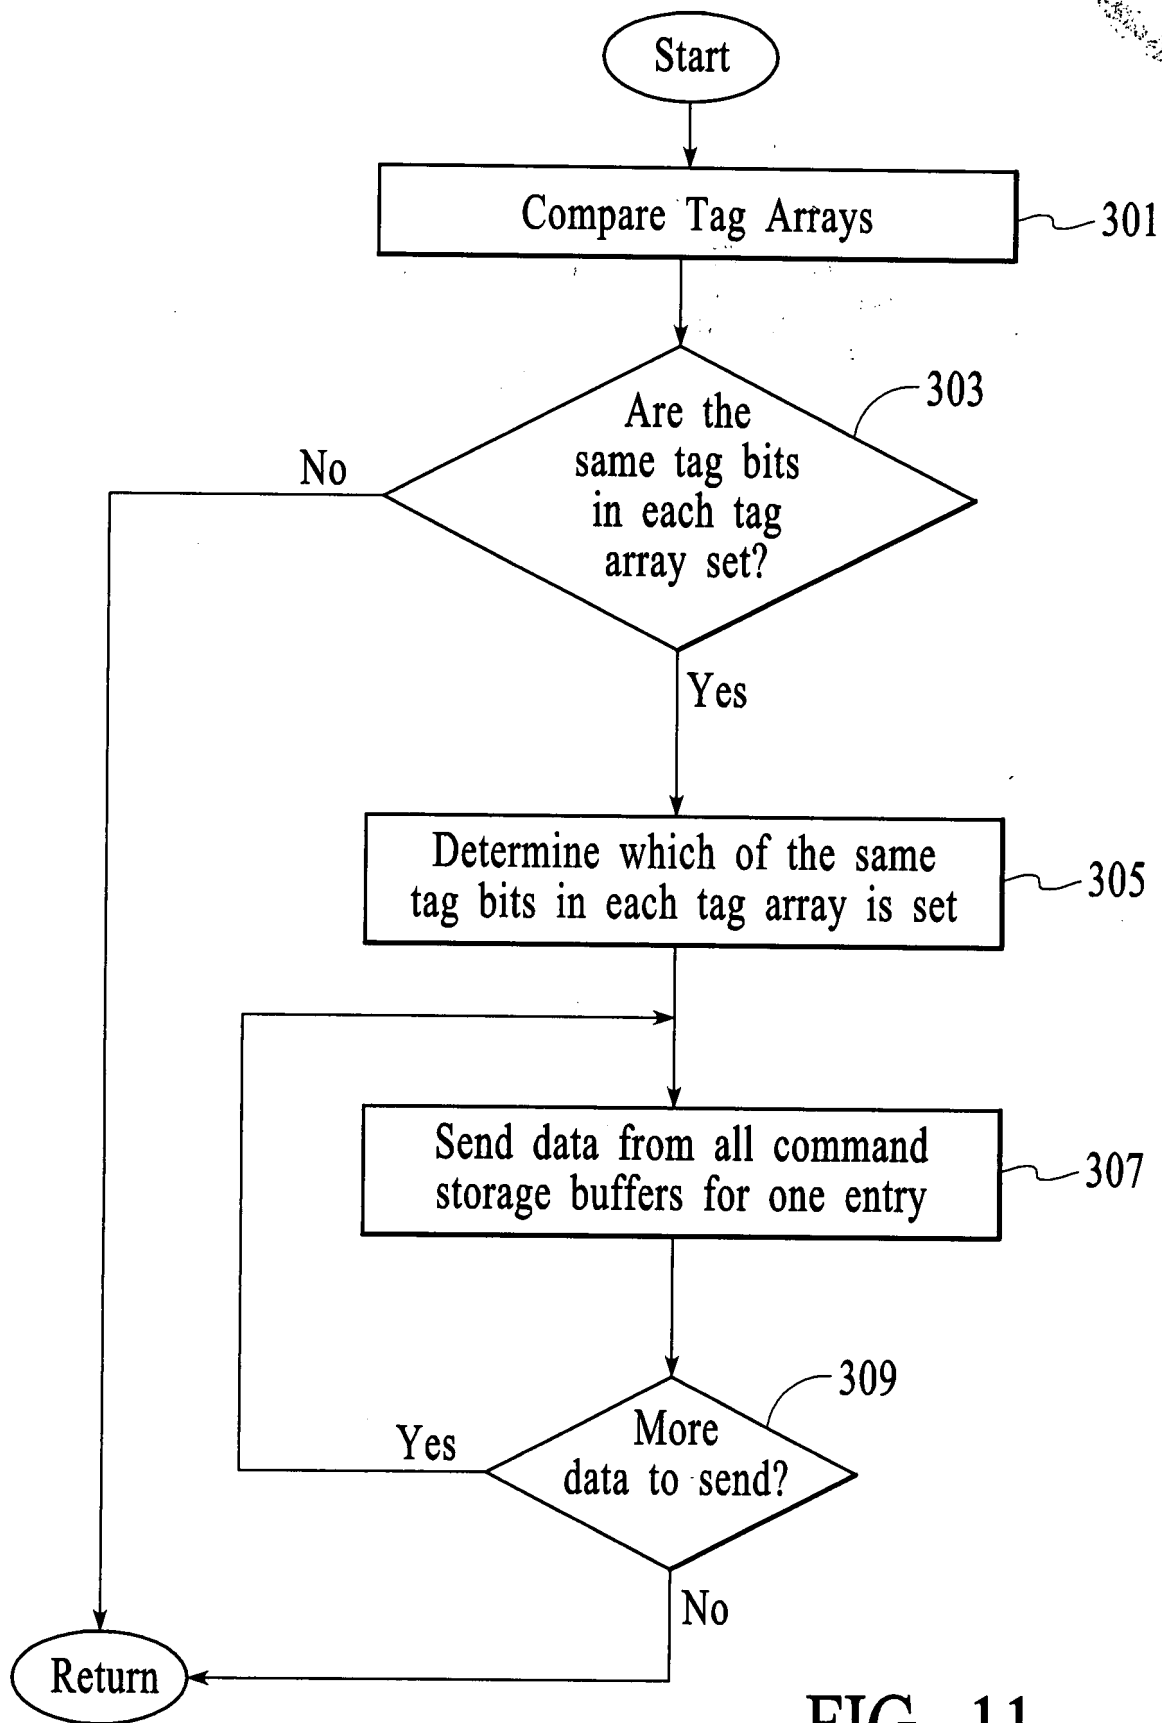 Start
Compare Tag Arrays
301
Are the
same tag bits
in each tag
array set?
303
No
Yes
Determine which of the same
tag bits in each tag array is set
305
Send data from all command
storage buffers for one entry
307
More
data to send?
309
Yes
No
Return
FIG. 11